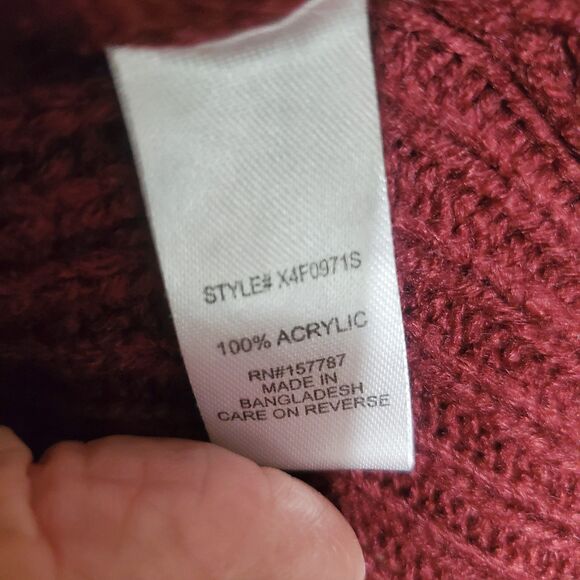 STYLE# X4F0971S
100% ACRYLIC
RN#157787
MADE IN
BANGLADESH
CARE ON REVERSE